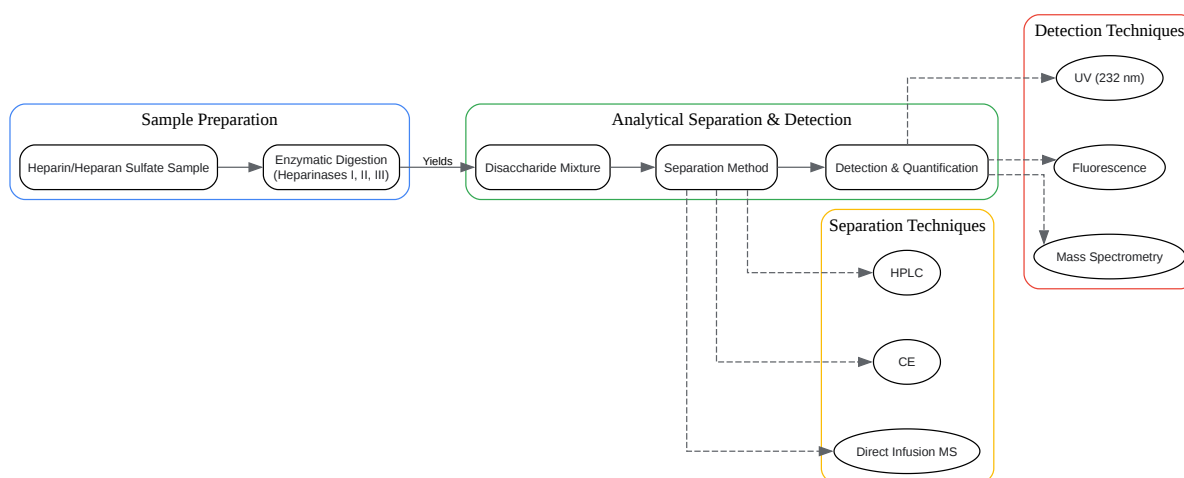 Detection Techniques
UV (232 nm)
Sample Preparation
Analytical Separation & Detection
Heparin/Heparan Sulfate Sample
Enzymatic Digestion
(Heparinases I, II, III)
Yields
Disaccharide Mixture
Separation Method
Detection & Quantification
Fluorescence
Separation Techniques
Mass Spectrometry
HPLC
CE
Direct Infusion MS